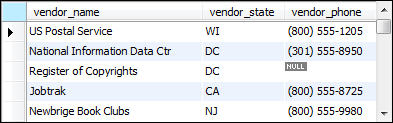 vendor_name vendor_state vendor_phone
US Postal Service WI (800) 555-1205
National Information Data Ctr DC (301) 555-8950
Register of Copyrights DC NULL
Jobtrak CA (800) 555-8725
Newbrige Book Clubs NJ (800) 555-9980